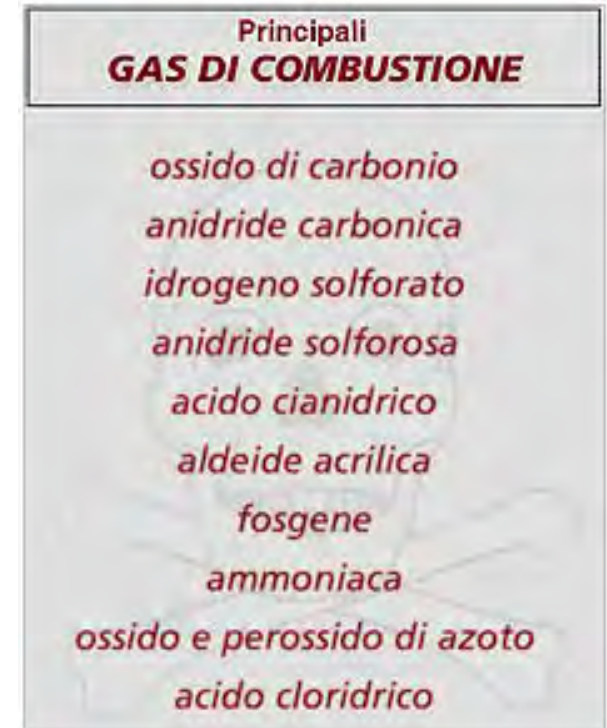 Principali
GAS DI COMBUSTIONE
ossido di carbonio
anidride carbonica
idrogeno solforato
anidride solforosa
acido cianidrico
aldeide acrilica
fosgene
ammoniaca
ossido e perossido di azoto
acido cloridrico